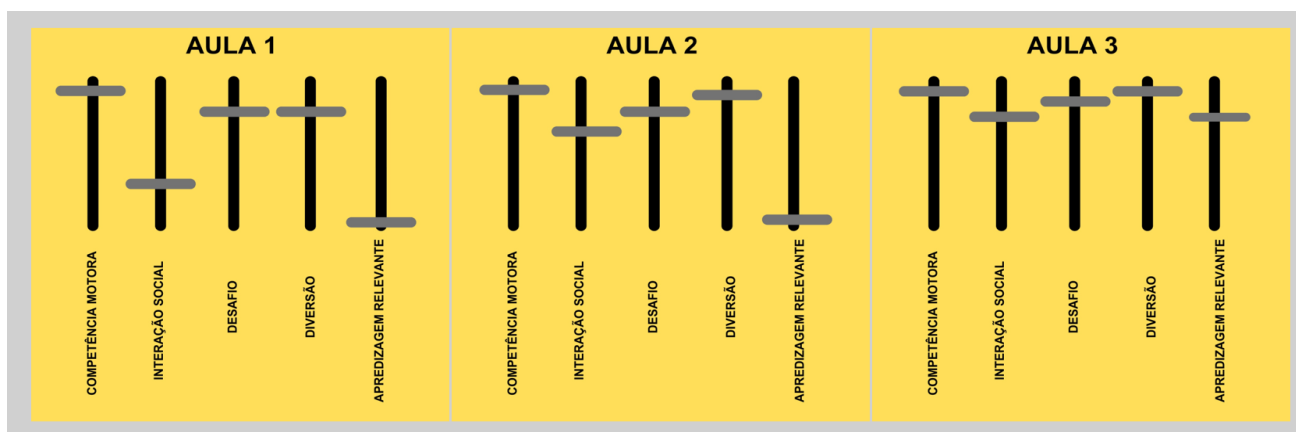 AULA 1
COMPETÊNCIA MOTORA
INTERAÇÃO SOCIAL
DESAFIO
DIVERSÃO
APREDIZAGEM RELEVANTE
AULA 2
COMPETÊNCIA MOTORA
INTERAÇÃO SOCIAL
DESAFIO
DIVERSÃO
APREDIZAGEM RELEVANTE
AULA 3
COMPETÊNCIA MOTORA
INTERAÇÃO SOCIAL
DESAFIO
DIVERSÃO
APREDIZAGEM RELEVANTE